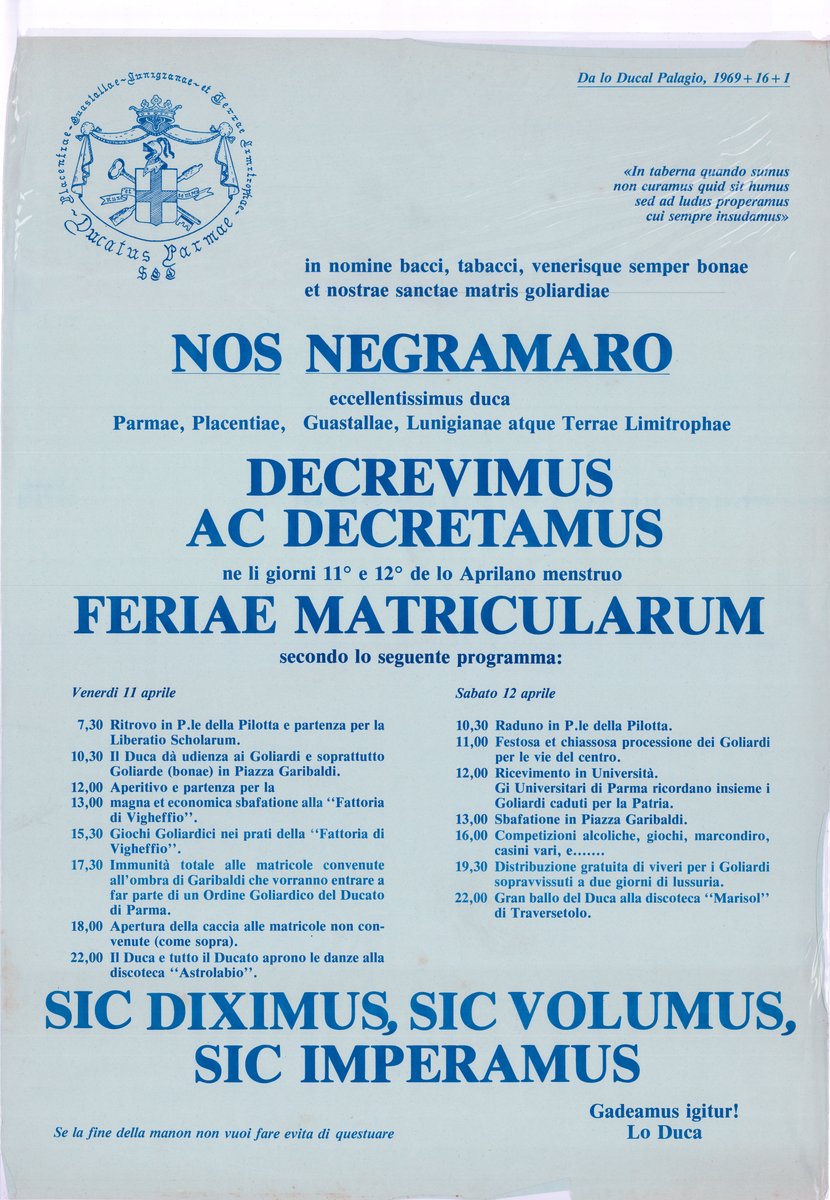 Placentiae~Guastallae~Lunigianae~et Terrae Limitrophae~
Ducatus Parmae
Da lo Ducal Palagio, 1969+16+1
«In taberna quando sumus
non curamus quid sit humus
sed ad ludus properamus
cui sempre insudamus»
in nomine bacci, tabacci, venerisque semper bonae
et nostrae sanctae matris goliardiae
NOS NEGRAMARO
eccellentissimus duca
Parmae, Placentiae, Guastallae, Lunigianae atque Terrae Limitrophae
DECREVIMUS
AC DECRETAMUS
ne li giorni 11° e 12° de lo Aprilano menstruo
FERIAE MATRICULARUM
secondo lo seguente programma:
Venerdì 11 aprile
7,30 Ritrovo in P.le della Pilotta e partenza per la
Liberatio Scholarum.
10,30 Il Duca dà udienza ai Goliardi e soprattutto
Goliarde (bonae) in Piazza Garibaldi.
12,00 Aperitivo e partenza per la
13,00 magna et economica sbafatione alla “Fattoria
di Vigheffio”.
15,30 Giochi Goliardici nei prati della “Fattoria di
Vigheffio”.
17,30 Immunità totale alle matricole convenute
all’ombra di Garibaldi che vorranno entrare a
far parte di un Ordine Goliardico del Ducato
di Parma.
18,00 Apertura della caccia alle matricole non con-
venute (come sopra).
22,00 Il Duca e tutto il Ducato aprono le danze alla
discoteca “Astrolabio”.
Sabato 12 aprile
10,30 Raduno in P.le della Pilotta.
11,00 Festosa et chiassosa processione dei Goliardi
per le vie del centro.
12,00 Ricevimento in Università.
Gi Universitari di Parma ricordano insieme i
Goliardi caduti per la Patria.
13,00 Sbafatione in Piazza Garibaldi.
16,00 Competizioni alcoliche, giochi, marcondiro,
casini vari, e.......
19,30 Distribuzione gratuita di viveri per i Goliardi
sopravvissuti a due giorni di lussuria.
22,00 Gran ballo del Duca alla discoteca “Marisol”
di Traversetolo.
SIC DIXIMUS, SIC VOLUMUS,
SIC IMPERAMUS
Gadeamus igitur!
Lo Duca
Se la fine della manon non vuoi fare evita di questuare